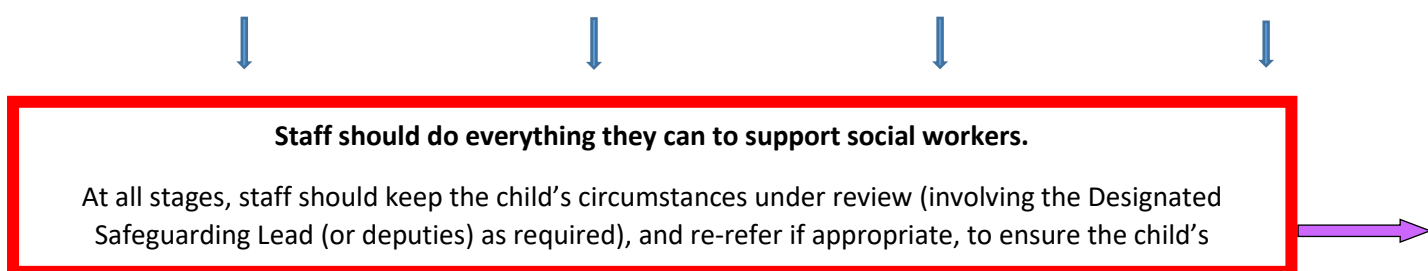 Staff should do everything they can to support social workers.
At all stages, staff should keep the child’s circumstances under review (involving the Designated
Safeguarding Lead (or deputies) as required), and re-refer if appropriate, to ensure the child’s